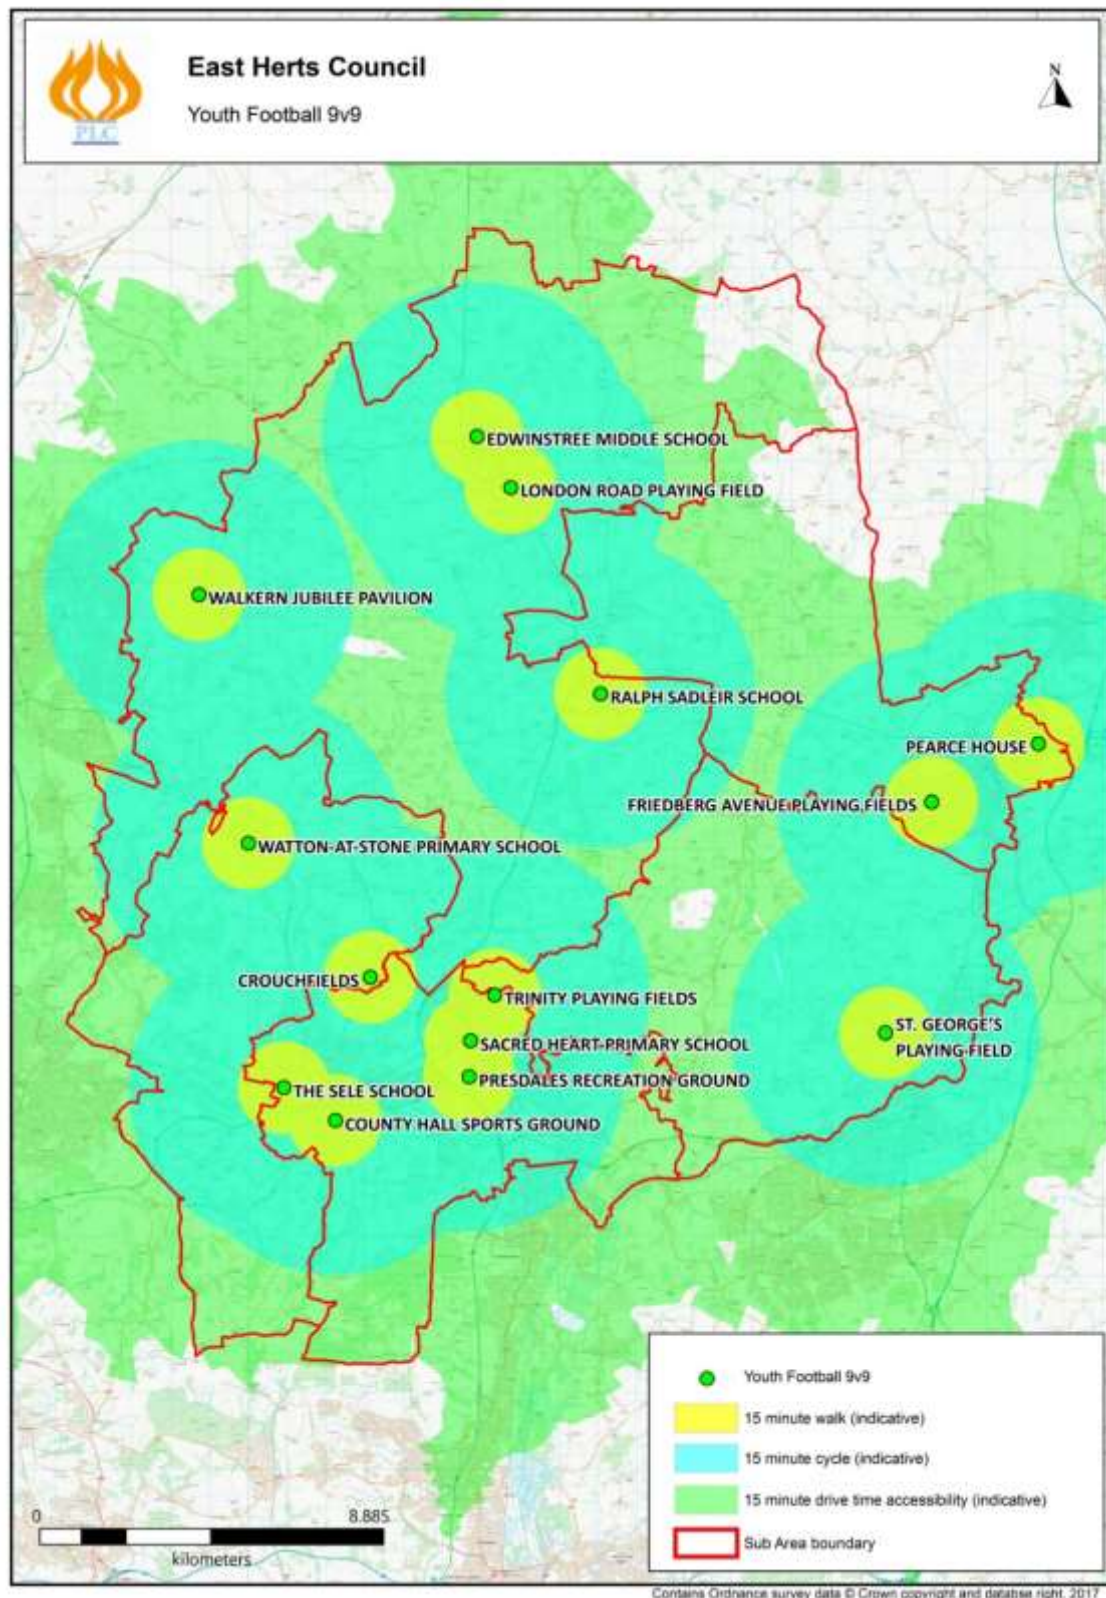 East Herts Council
Youth Football 9v9
PLC
N
EDWINSTREE MIDDLE SCHOOL
LONDON ROAD PLAYING FIELD
WALKERN JUBILEE PAVILION
RALPH SADLEIR SCHOOL
PEARCE HOUSE
FRIEDBERG AVENUE PLAYING FIELDS
WATTON-AT-STONE PRIMARY SCHOOL
CROUCHFIELDS
TRINITY PLAYING FIELDS
ST. GEORGE'S
PLAYING FIELD
SACRED HEART PRIMARY SCHOOL
PRESDALES RECREATION GROUND
THE SELE SCHOOL
COUNTY HALL SPORTS GROUND
Youth Football 9v9
15 minute walk (indicative)
15 minute cycle (indicative)
15 minute drive time accessibility (indicative)
Sub Area boundary
0 8.885
kilometers
Contains Ordnance survey data © Crown copyright and databse right. 2017